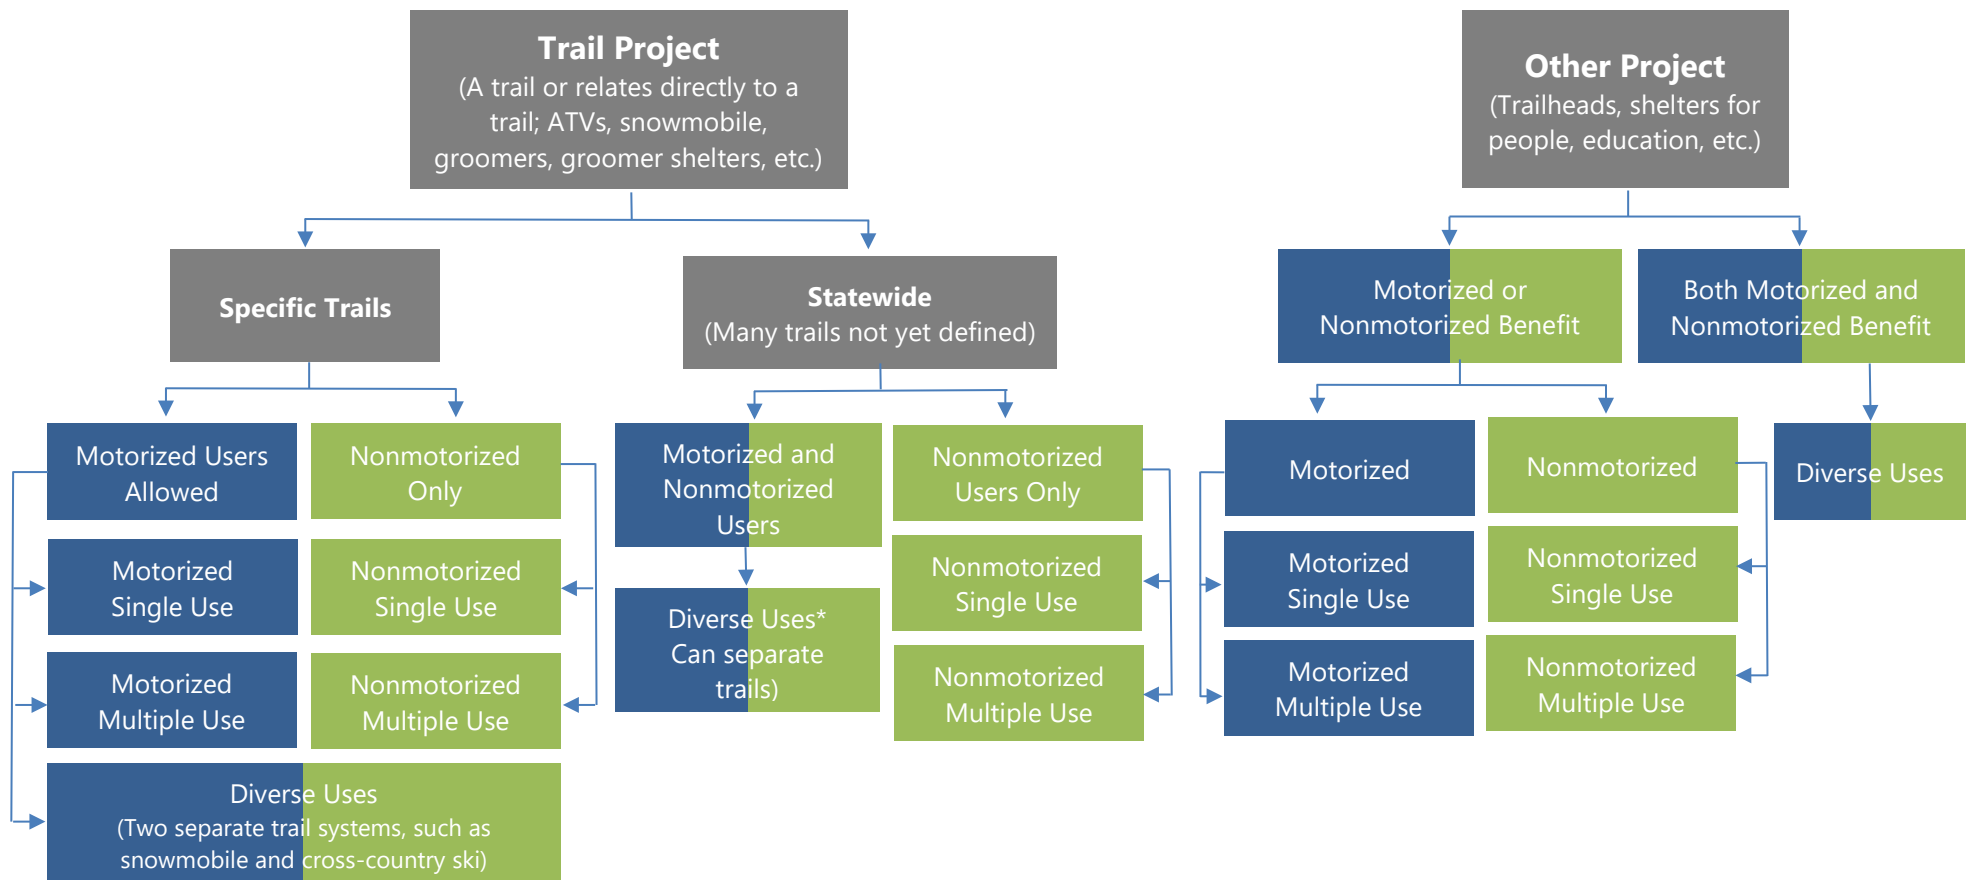 Trail Project
(A trail or relates directly to a
trail; ATVs, snowmobile,
groomers, groomer shelters, etc.)
Other Project
(Trailheads, shelters for
people, education, etc.)
Specific Trails
Statewide
(Many trails not yet defined)
Motorized or
Nonmotorized Benefit
Both Motorized and
Nonmotorized Benefit
Motorized Users
Allowed
Nonmotorized
Only
Motorized and
Nonmotorized
Users
Nonmotorized
Users Only
Motorized
Nonmotorized
Diverse Uses
Motorized
Single Use
Nonmotorized
Single Use
Diverse Uses*
Can separate
trails)
Nonmotorized
Single Use
Motorized
Single Use
Nonmotorized
Single Use
Motorized
Multiple Use
Nonmotorized
Multiple Use
Nonmotorized
Multiple Use
Motorized
Multiple Use
Nonmotorized
Multiple Use
Diverse Uses
(Two separate trail systems, such as
snowmobile and cross-country ski)